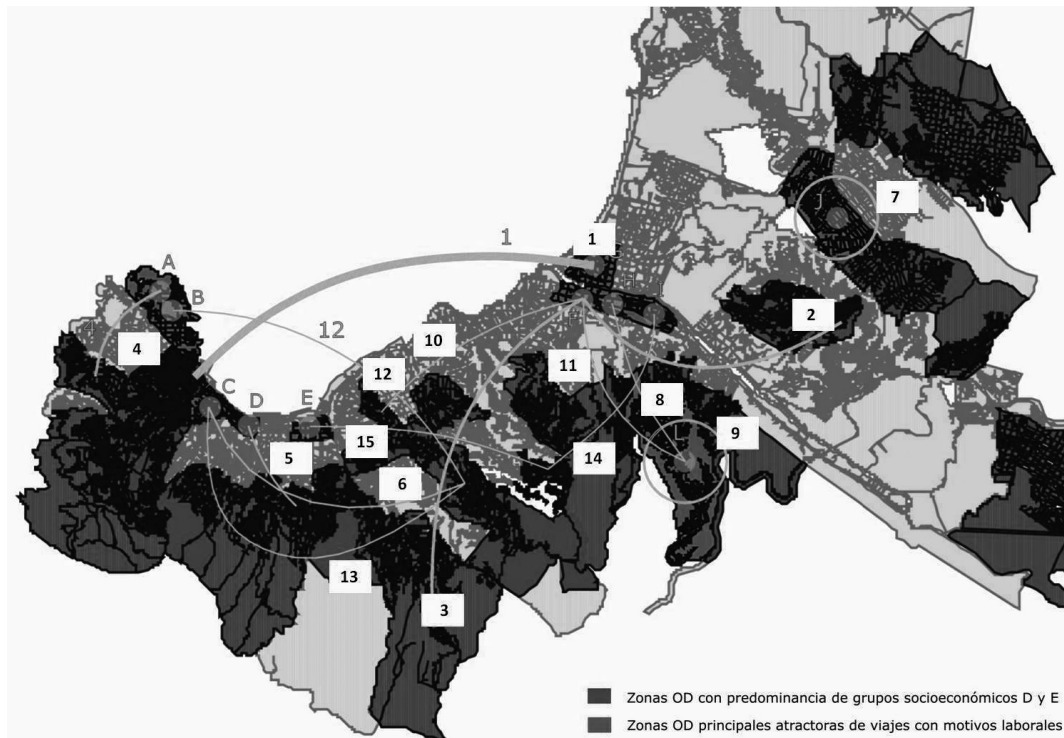 1
1
7
A
B
2
12
4
10
12
11
C
D
E
8
15
9
5
14
6
13
3
J
L
Zonas OD con predominancia de grupos socioeconómicos D y E
Zonas OD principales atractoras de viajes con motivos laborales